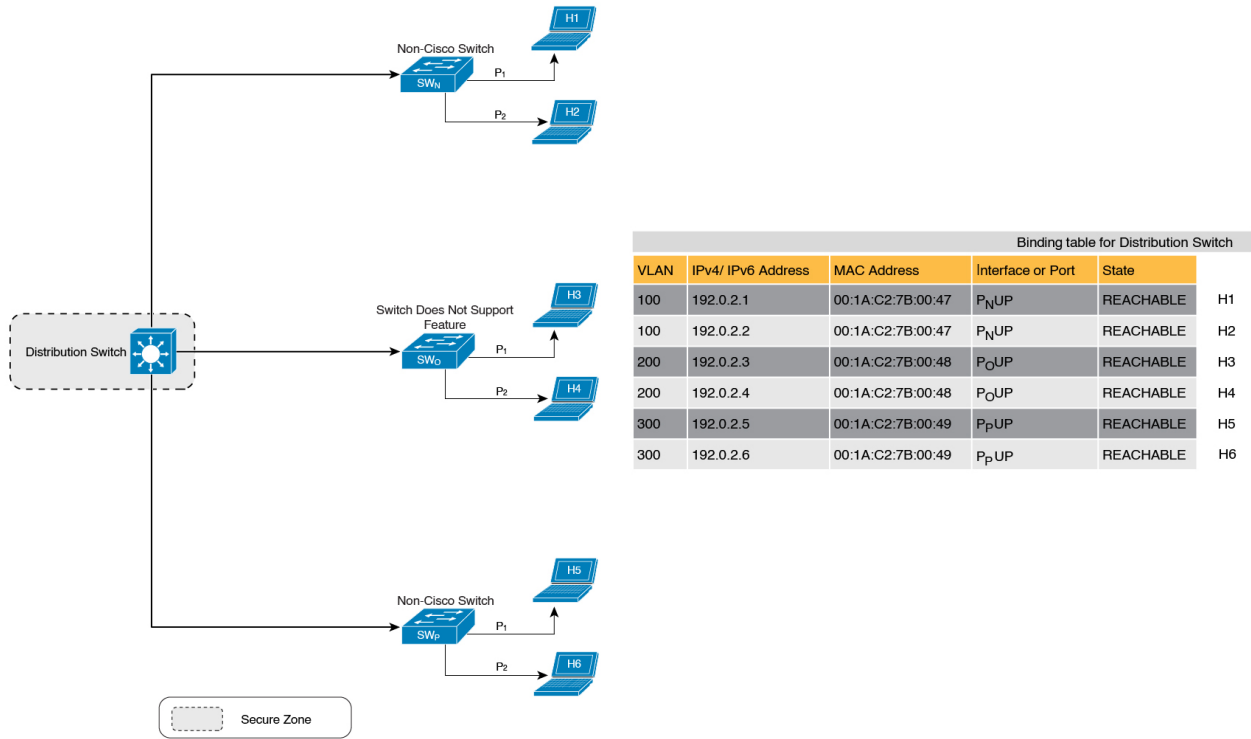 H1
Non-Cisco Switch
SWN
P1
H2
P2
Binding table for Distribution Switch
VLAN IPv4/ IPv6 Address MAC Address Interface or Port State
100 192.0.2.1 00:1A:C2:7B:00:47 PNUP REACHABLE H1
100 192.0.2.2 00:1A:C2:7B:00:47 PNUP REACHABLE H2
200 192.0.2.3 00:1A:C2:7B:00:48 POUP REACHABLE H3
200 192.0.2.4 00:1A:C2:7B:00:48 POUP REACHABLE H4
300 192.0.2.5 00:1A:C2:7B:00:49 PPUP REACHABLE H5
300 192.0.2.6 00:1A:C2:7B:00:49 PPUP REACHABLE H6
H3
Switch Does Not Support
Feature
Distribution Switch
SWO
P1
H4
P2
H5
Non-Cisco Switch
SWP
P1
H6
P2
Secure Zone